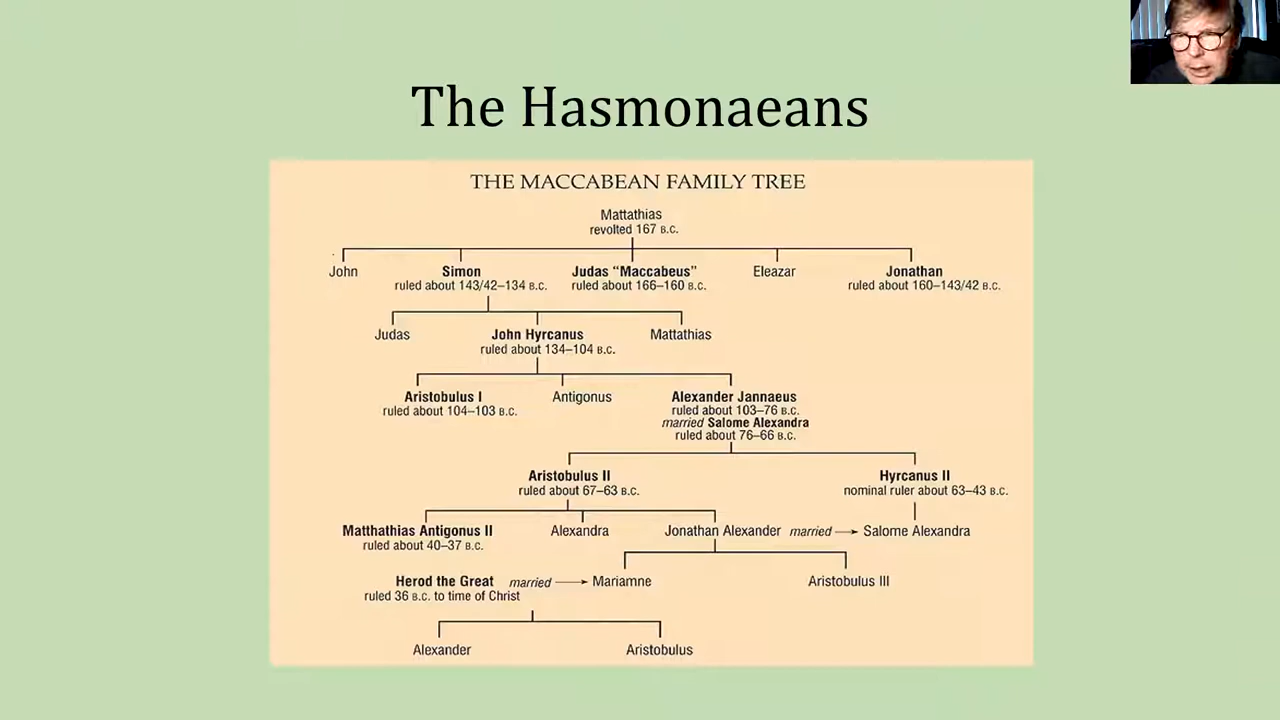 The Hasmonaeans
THE MACCABEAN FAMILY TREE
Mattathias
revolted 167 B.C.
John
Simon
ruled about 143/42–134 B.C.
Judas “Maccabeus”
ruled about 166–160 B.C.
Eleazar
Jonathan
ruled about 160–143/42 B.C.
Judas
John Hyrcanus
ruled about 134–104 B.C.
Mattathias
Aristobulus I
ruled about 104–103 B.C.
Antigonus
Alexander Jannaeus
ruled about 103–76 B.C.
married Salome Alexandra
ruled about 76–66 B.C.
Aristobulus II
ruled about 67–63 B.C.
Hyrcanus II
nominal ruler about 63–43 B.C.
Matthathias Antigonus II
ruled about 40–37 B.C.
Alexandra
Jonathan Alexander married Salome Alexandra
Herod the Great married Mariamne
ruled 36 B.C. to time of Christ
Aristobulus III
Alexander
Aristobulus